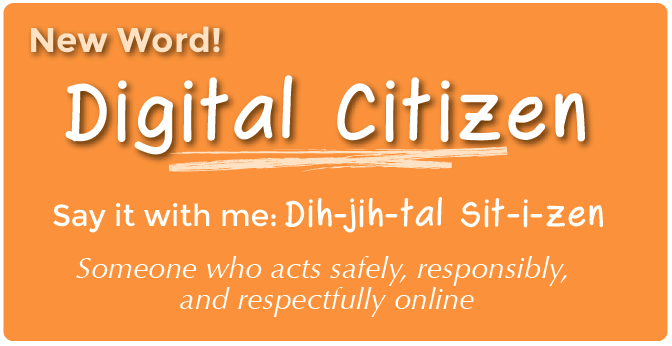 New Word!
Digital Citizen
Say it with me: Dih-jih-tal Sit-i-zen
Someone who acts safely, responsibly,
and respectfully online